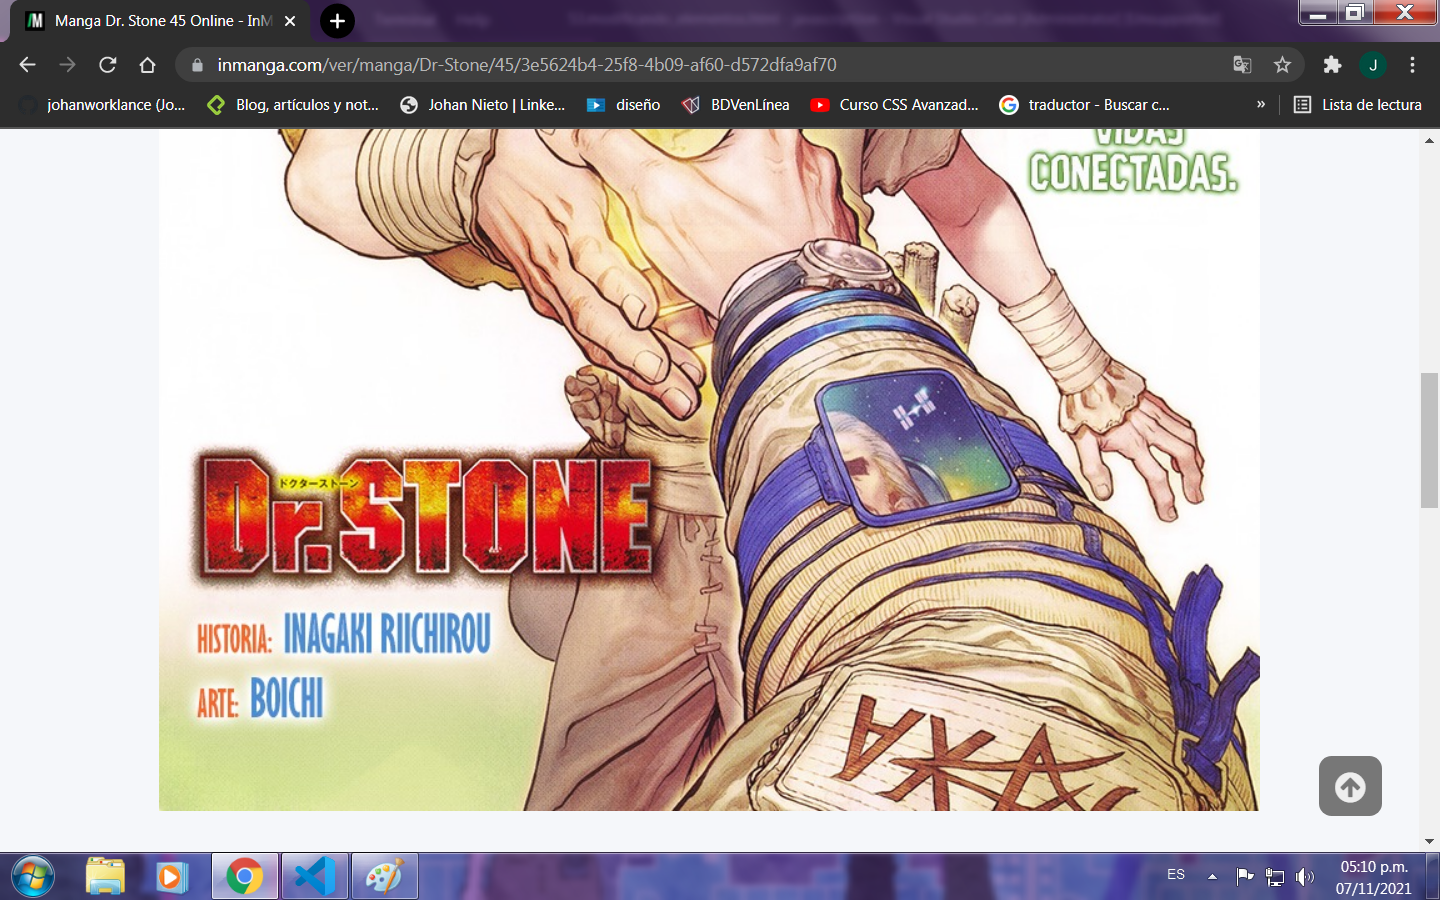 Manga Dr. Stone 45 Online - InM
inmanga.com/ver/manga/Dr-Stone/45/3e5624b4-25f8-4b09-af60-d572dfa9af70
J
johanworklance (Jo...
Blog, artículos y not...
Johan Nieto | Linke...
diseño
BDVenLínea
Curso CSS Avanzad...
traductor - Buscar c...
»
Lista de lectura
VIDAS
CONECTADAS.
ドクターストーン
Dr.STONE
HISTORIA: INAGAKI RIICHIROU
ARTE: BOICHI
ES
05:10 p.m.
07/11/2021